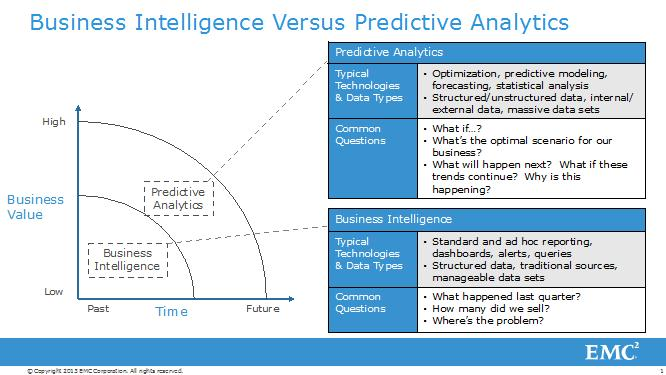 Business Intelligence Versus Predictive Analytics
High
Business
Value
Low
Past
Time
Future
Predictive
Analytics
Business
Intelligence
Predictive Analytics
Typical
Technologies
& Data Types
• Optimization, predictive modeling,
forecasting, statistical analysis
• Structured/unstructured data, internal/
external data, massive data sets
Common
Questions
• What if...?
• What's the optimal scenario for our
business?
• What will happen next? What if these
trends continue? Why is this
happening?
Business Intelligence
Typical
Technologies
& Data Types
• Standard and ad hoc reporting,
dashboards, alerts, queries
• Structured data, traditional sources,
manageable data sets
Common
Questions
• What happened last quarter?
• How many did we sell?
• Where's the problem?
EMC²
© Copyright 2013 EMC Corporation. All rights reserved.
1